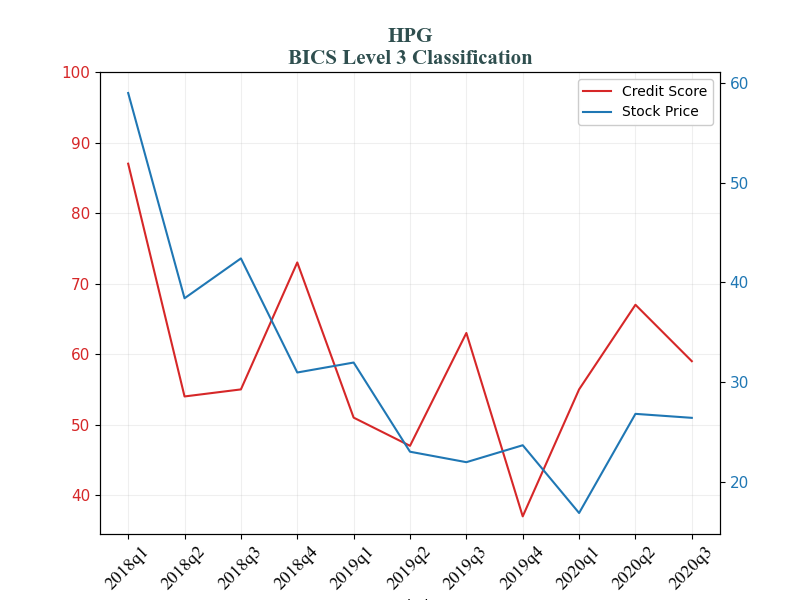 HPG
BICS Level 3 Classification
Credit Score
Stock Price
100
90
80
70
60
50
40
60
50
40
30
20
2018q1
2018q2
2018q3
2018q4
2019q1
2019q2
2019q3
2019q4
2020q1
2020q2
2020q3